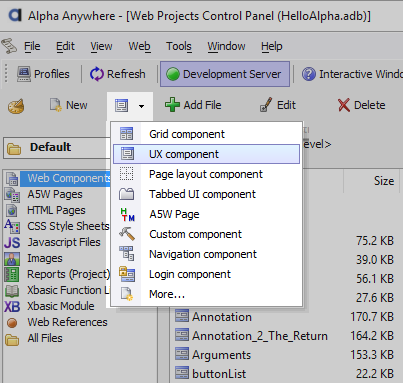 Alpha Anywhere - [Web Projects Control Panel (HelloAlpha.adb)]
File Edit View Web Tools Window Help
Profiles Refresh Development Server Interactive Windo
New Add File Edit Delete
Default
Level>
Web Components
A5W Pages
HTML Pages
CSS Style Sheets
Javascript Files
Images
Reports (Project)
Xbasic Function Li
Xbasic Module
Web References
All Files
Grid component
UX component
Page layout component
Tabbed UI component
A5W Page
Custom component
Navigation component
Login component
More...
Size
75.2 KB
39.0 KB
56.1 KB
27.6 KB
Annotation 170.7 KB
Annotation_2_The_Return 164.2 KB
Arguments 153.3 KB
buttonList 22.2 KB